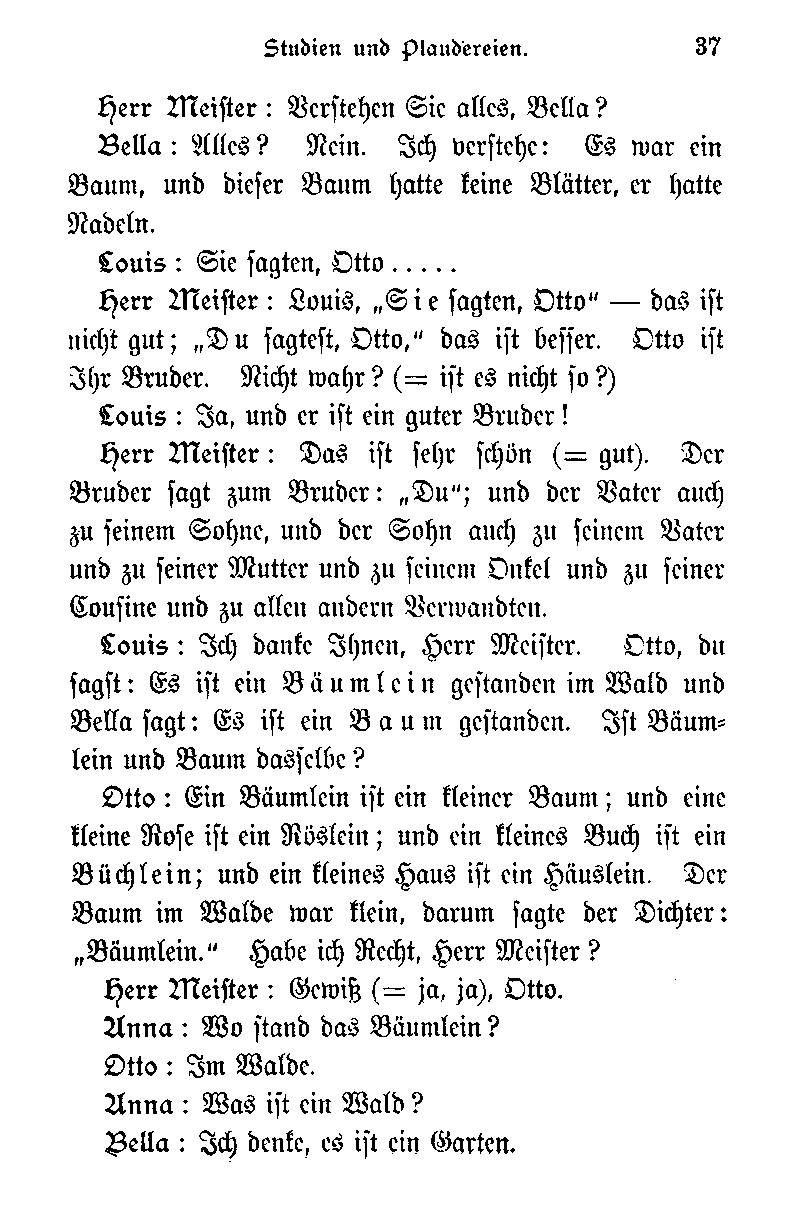 Studien und Plaudereien. 37
Herr Meister: Verstehen Sie alles, Bella?
Bella: Alles? Nein. Ich verstehe: Es war ein
Baum, und dieser Baum hatte keine Blätter, er hatte
Nadeln.
Louis: Sie sagten, Otto.....
Herr Meister: Louis, „Sie sagten, Otto“ — das ist
nicht gut; „Du sagtest, Otto,“ das ist besser. Otto ist
Ihr Bruder. Nicht wahr? (= ist es nicht so?)
Louis: Ja, und er ist ein guter Bruder!
Herr Meister: Das ist sehr schön (= gut). Der
Bruder sagt zum Bruder: „Du“; und der Vater auch
zu seinem Sohne, und der Sohn auch zu seinem Vater
und zu seiner Mutter und zu seinem Onkel und zu seiner
Cousine und zu allen andern Verwandten.
Louis: Ich danke Ihnen, Herr Meister. Otto, du
sagst: Es ist ein Bäumlein gestanden im Wald und
Bella sagt: Es ist ein Baum gestanden. Ist Bäum-
lein und Baum dasselbe?
Otto: Ein Bäumlein ist ein kleiner Baum; und eine
kleine Rose ist ein Röslein; und ein kleines Buch ist ein
Büchlein; und ein kleines Haus ist ein Häuslein. Der
Baum im Walde war klein, darum sagte der Dichter:
„Bäumlein.“ Habe ich Recht, Herr Meister?
Herr Meister: Gewiß (= ja, ja), Otto.
Anna: Wo stand das Bäumlein?
Otto: Im Walde.
Anna: Was ist ein Wald?
Bella: Ich denke, es ist ein Garten.